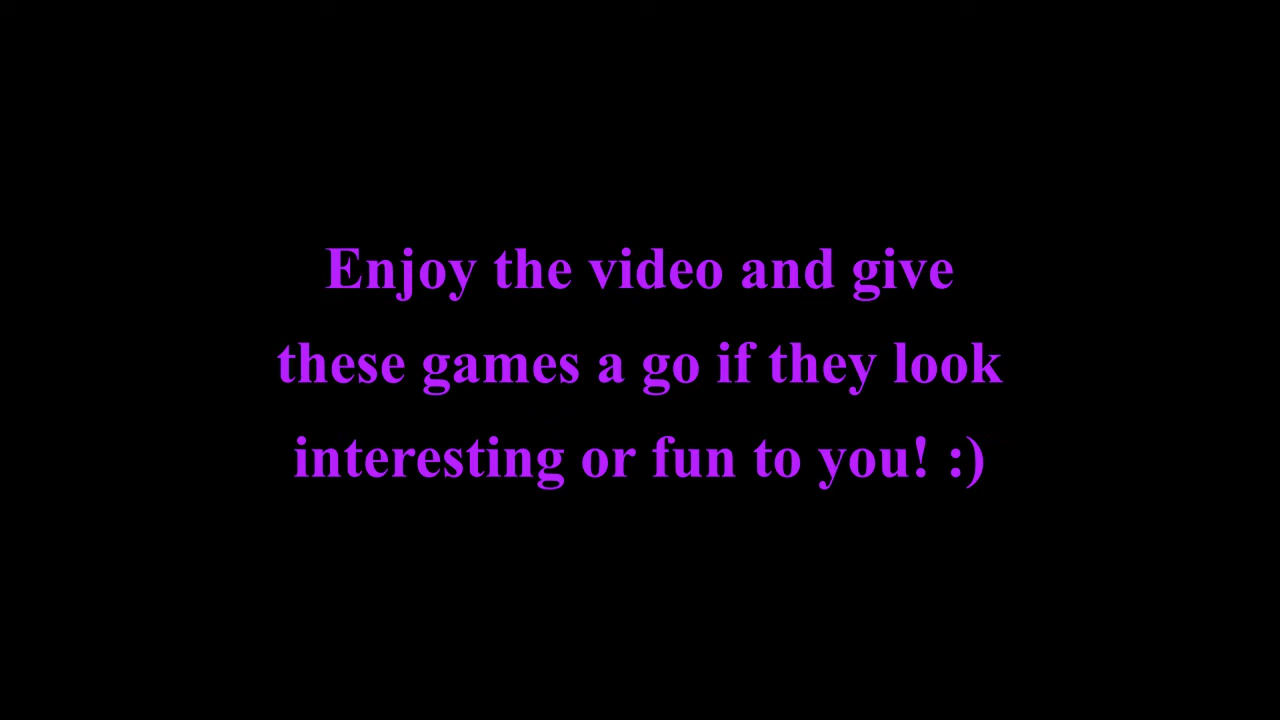 Enjoy the video and give
these games a go if they look
interesting or fun to you! :)